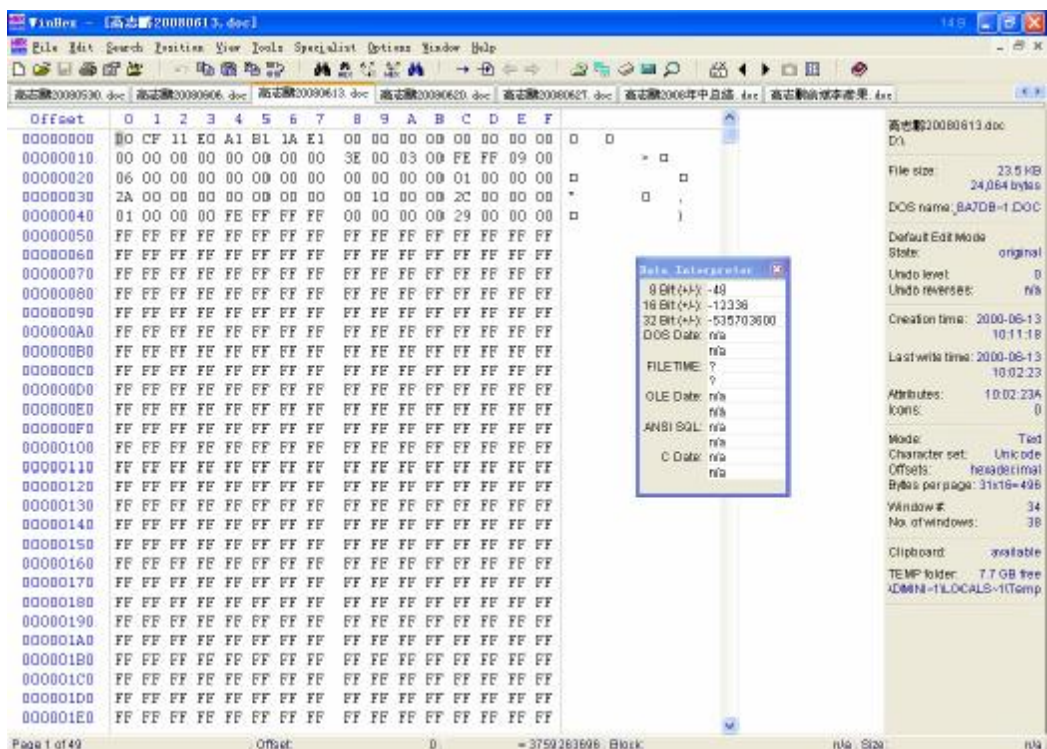 WinHex - [高志鹏20080613.doc]
14.9
File Edit Search Position View Tools Specialist Options Window Help
高志鹏20080530.doc 高志鹏20080606.doc 高志鹏20080613.doc 高志鹏20080620.doc 高志鹏20080627.doc 高志鹏2008年中总结.doc
Offset 0 1 2 3 4 5 6 7 8 9 A B C D E F
00000000 D0 CF 11 E0 A1 B1 1A E1 00 00 00 00 00 00 00 00
00000010 00 00 00 00 00 00 00 00 3E 00 03 00 FE FF 09 00 >
00000020 06 00 00 00 00 00 00 00 00 00 00 00 01 00 00 00
00000030 2A 00 00 00 00 00 00 00 00 10 00 00 2C 00 00 00 * ,
00000040 01 00 00 00 FE FF FF FF 00 00 00 00 29 00 00 00 )
00000050 FF FF FF FF FF FF FF FF FF FF FF FF FF FF FF FF
00000060 FF FF FF FF FF FF FF FF FF FF FF FF FF FF FF FF
00000070 FF FF FF FF FF FF FF FF FF FF FF FF FF FF FF FF
00000080 FF FF FF FF FF FF FF FF FF FF FF FF FF FF FF FF
00000090 FF FF FF FF FF FF FF FF FF FF FF FF FF FF FF FF
000000A0 FF FF FF FF FF FF FF FF FF FF FF FF FF FF FF FF
000000B0 FF FF FF FF FF FF FF FF FF FF FF FF FF FF FF FF
000000C0 FF FF FF FF FF FF FF FF FF FF FF FF FF FF FF FF
000000D0 FF FF FF FF FF FF FF FF FF FF FF FF FF FF FF FF
000000E0 FF FF FF FF FF FF FF FF FF FF FF FF FF FF FF FF
000000F0 FF FF FF FF FF FF FF FF FF FF FF FF FF FF FF FF
00000100 FF FF FF FF FF FF FF FF FF FF FF FF FF FF FF FF
00000110 FF FF FF FF FF FF FF FF FF FF FF FF FF FF FF FF
00000120 FF FF FF FF FF FF FF FF FF FF FF FF FF FF FF FF
00000130 FF FF FF FF FF FF FF FF FF FF FF FF FF FF FF FF
00000140 FF FF FF FF FF FF FF FF FF FF FF FF FF FF FF FF
00000150 FF FF FF FF FF FF FF FF FF FF FF FF FF FF FF FF
00000160 FF FF FF FF FF FF FF FF FF FF FF FF FF FF FF FF
00000170 FF FF FF FF FF FF FF FF FF FF FF FF FF FF FF FF
00000180 FF FF FF FF FF FF FF FF FF FF FF FF FF FF FF FF
00000190 FF FF FF FF FF FF FF FF FF FF FF FF FF FF FF FF
000001A0 FF FF FF FF FF FF FF FF FF FF FF FF FF FF FF FF
000001B0 FF FF FF FF FF FF FF FF FF FF FF FF FF FF FF FF
000001C0 FF FF FF FF FF FF FF FF FF FF FF FF FF FF FF FF
000001D0 FF FF FF FF FF FF FF FF FF FF FF FF FF FF FF FF
000001E0 FF FF FF FF FF FF FF FF FF FF FF FF FF FF FF FF
Data Interpreter
8 Bit (+/-): -48
16 Bit (+/-): -12336
32 Bit (+/-): -535703600
DOS Date: n/a
n/a
FILETIME: ?
?
OLE Date: n/a
n/a
ANSI SQL: n/a
n/a
C Date: n/a
n/a
高志鹏20080613.doc
D:\
File size: 23.5 KB
24,064 bytes
DOS name: BA7DB~1.DOC
Default Edit Mode
State: original
Undo level: 0
Undo reverses: n/a
Creation time: 2000-06-13
10:11:18
Last write time: 2000-06-13
10:02:23
Attributes: 10:02:23A
Icons: 0
Mode: Text
Character set: Unicode
Offsets: hexadecimal
Bytes per page: 31x16=496
Window #: 34
No. of windows: 38
Clipboard: available
TEMP folder: 7.7 GB free
\DMINI~1\LOCALS~1\Temp
Page 1 of 49 Offset: 0 = 3759263696 Block: n/a Size: n/a